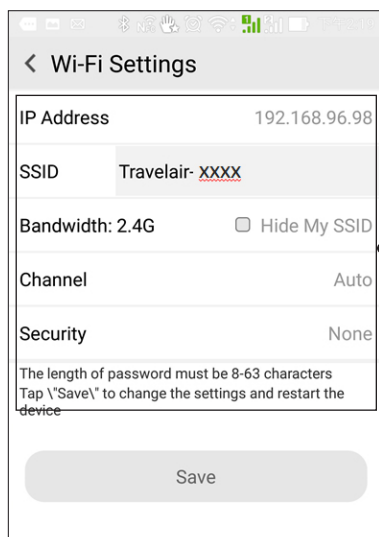 Wi-Fi Settings
IP Address 192.168.96.98
SSID Travelair- XXXX
Bandwidth: 2.4G Hide My SSID
Channel Auto
Security None
The length of password must be 8-63 characters
Tap \"Save\" to change the settings and restart the
device
Save